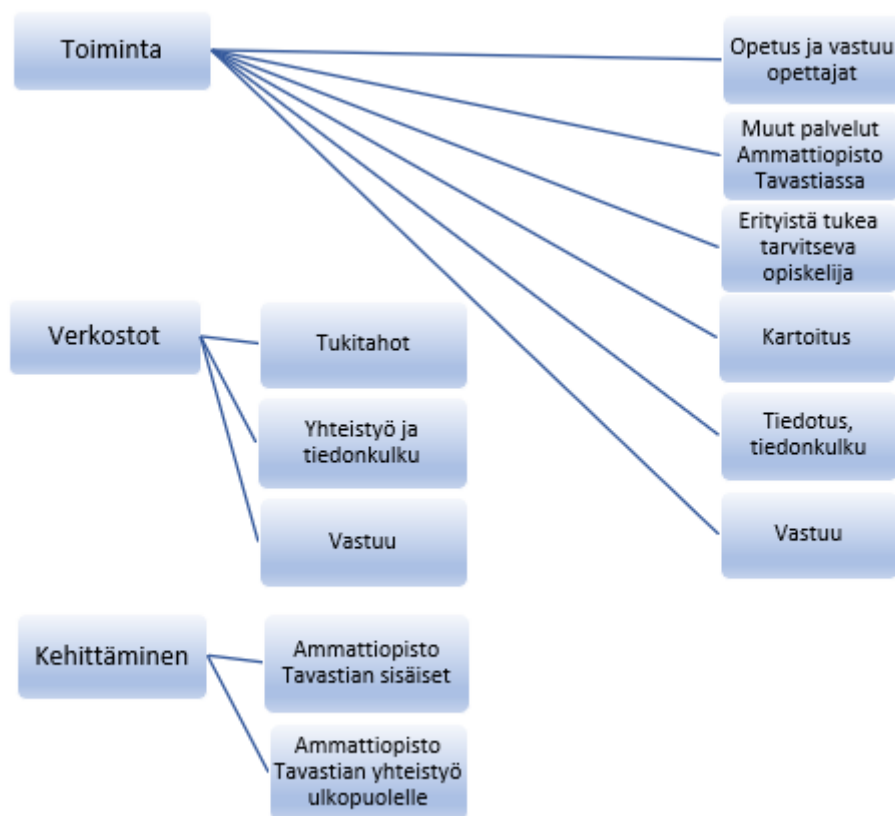 Toiminta
Opetus ja vastuu
opettajat
Muut palvelut
Ammattiopisto
Tavastiassa
Erityistä tukea
tarvitseva
opiskelija
Kartoitus
Tiedotus,
tiedonkulku
Vastuu
Verkostot
Tukitahot
Yhteistyö ja
tiedonkulku
Vastuu
Kehittäminen
Ammattiopisto
Tavastian sisäiset
Ammattiopisto
Tavastian yhteistyö
ulkopuolelle